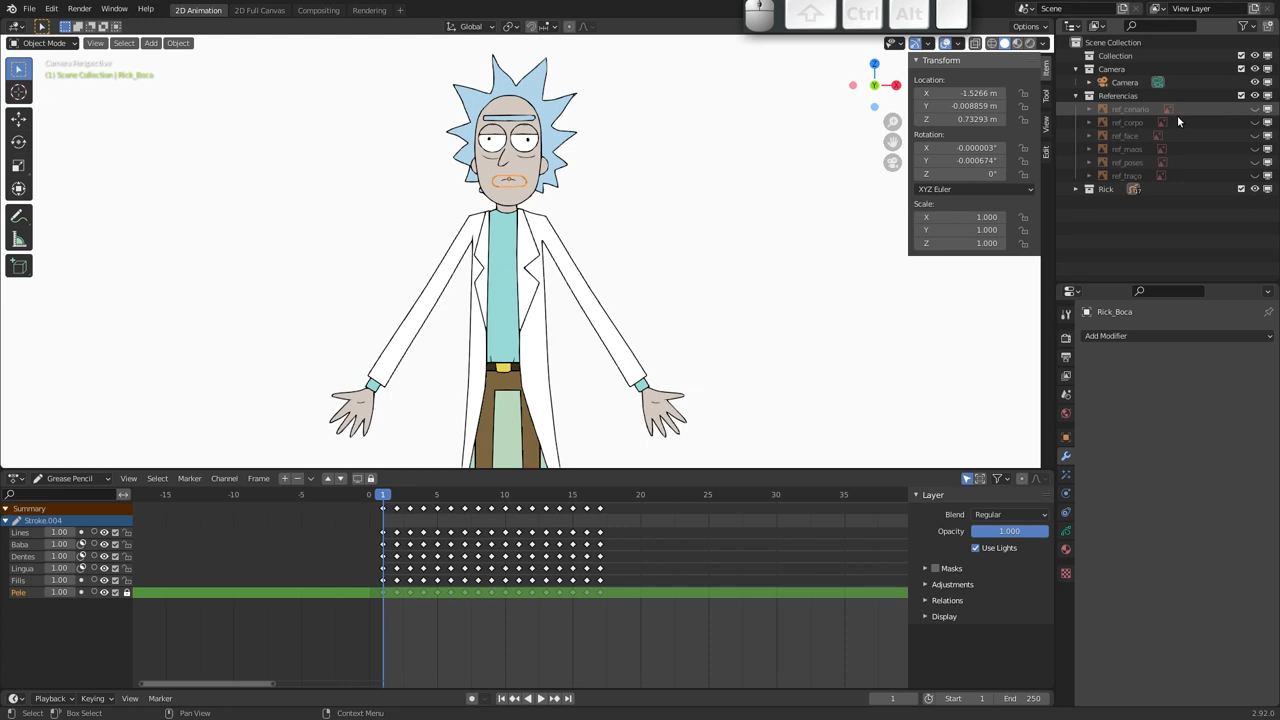 File Edit Render Window Help 2D Animation 2D Full Canvas Compositing Rendering + Scene View Layer
Ctrl Alt
Global Options
Object Mode View Select Add Object
Camera Perspective
(1) Scene Collection | Rick_Boca
Z
X
Y
Transform
Location:
X -1.5266 m
Y -0.008859 m
Z 0.73293 m
Rotation:
X -0.000003°
Y -0.000674°
Z 0°
XYZ Euler
Scale:
X 1.000
Y 1.000
Z 1.000
Item
Tool
View
Edit
Scene Collection
Collection
Camera
Camera
Referencias
ref_cenario
ref_corpo
ref_face
ref_maos
ref_poses
ref_traço
Rick
Rick_Boca
Add Modifier
Grease Pencil View Select Marker Channel Frame
-15 -10 -5 0 1 5 10 15 20 25 30 35
Summary
Stroke.004
Lines 1.00
Baba 1.00
Dentes 1.00
Lingua 1.00
Fills 1.00
Pele 1.00
Layer
Blend Regular
Opacity 1.000
Use Lights
Masks
Adjustments
Relations
Display
Playback Keying View Marker 1 Start 1 End 250
Select Box Select Pan View Context Menu 2.92.0